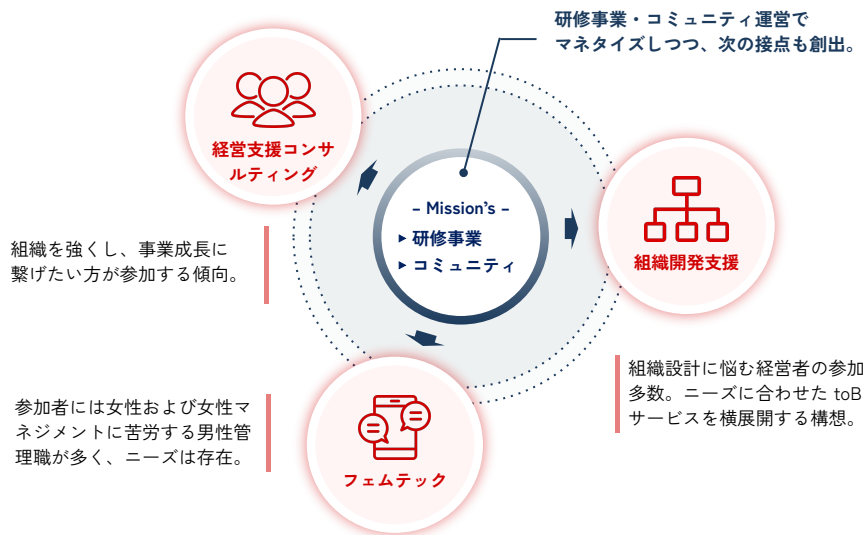 研修事業・コミュニティ運営で
マネタイズしつつ、次の接点も創出。
経営支援コンサ
ルティング
– Mission’s –
▶ 研修事業
▶ コミュニティ
組織開発支援
組織を強くし、事業成長に
繋げたい方が参加する傾向。
組織設計に悩む経営者の参加
多数。ニーズに合わせた toB
サービスを横展開する構想。
参加者には女性および女性マ
ネジメントに苦労する男性管
理職が多く、ニーズは存在。
フェムテック